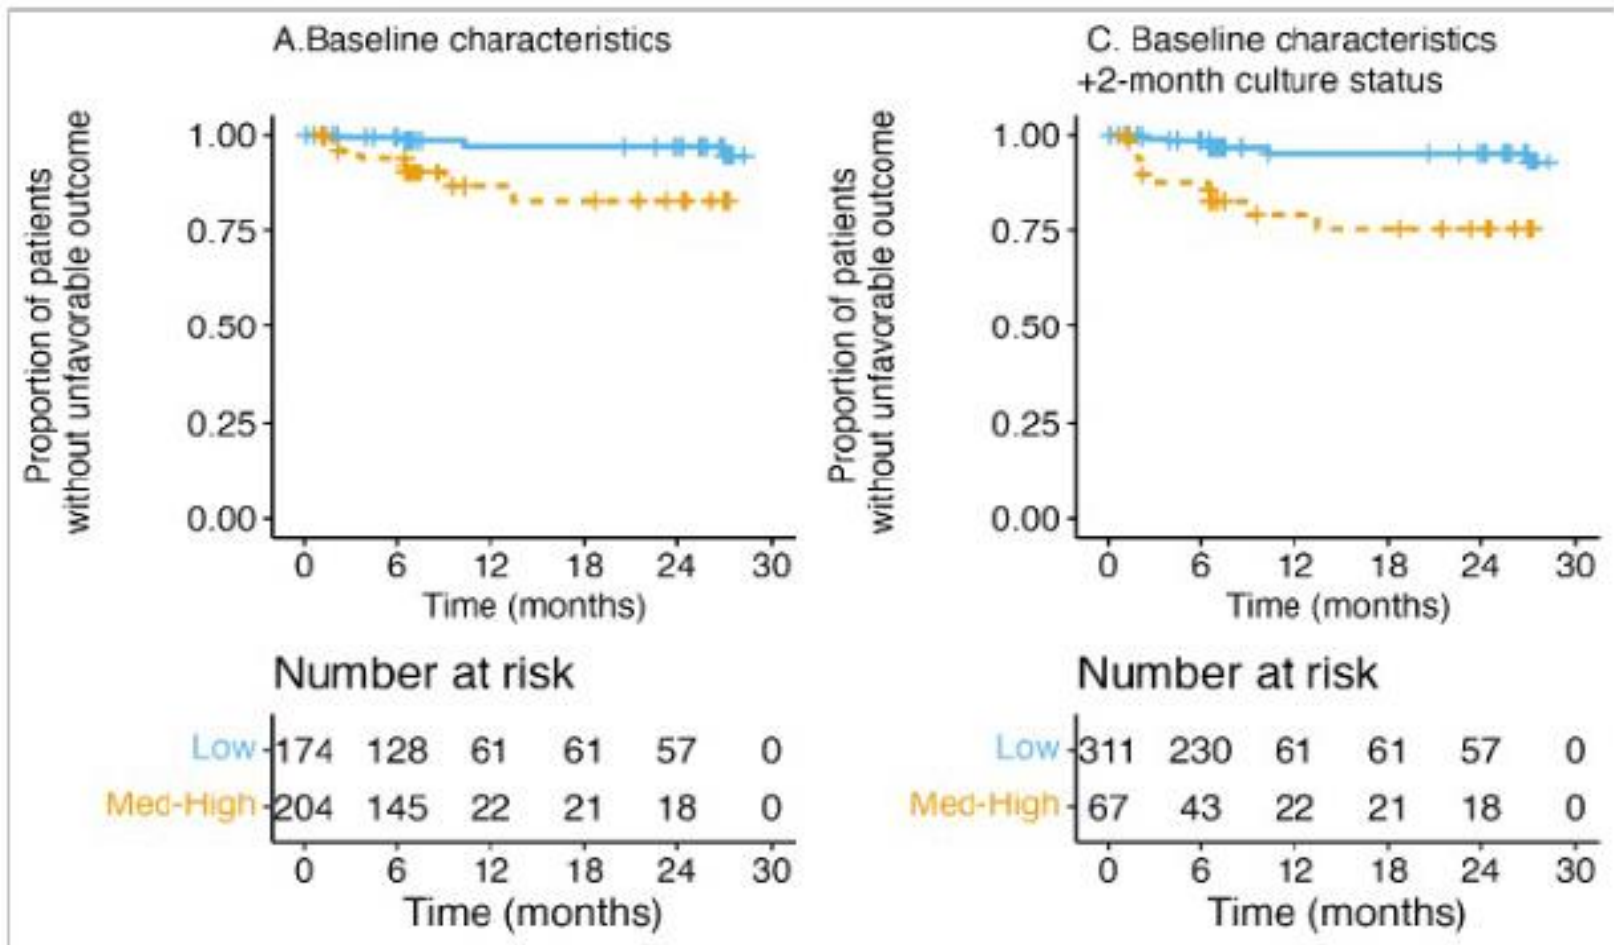 A.Baseline characteristics
Proportion of patients
without unfavorable outcome
1.00
0.75
0.50
0.25
0.00
0 6 12 18 24 30
Time (months)
Number at risk
Low 174 128 61 61 57 0
Med-High 204 145 22 21 18 0
0 6 12 18 24 30
Time (months)
C. Baseline characteristics
+2-month culture status
Proportion of patients
without unfavorable outcome
1.00
0.75
0.50
0.25
0.00
0 6 12 18 24 30
Time (months)
Number at risk
Low 311 230 61 61 57 0
Med-High 67 43 22 21 18 0
0 6 12 18 24 30
Time (months)